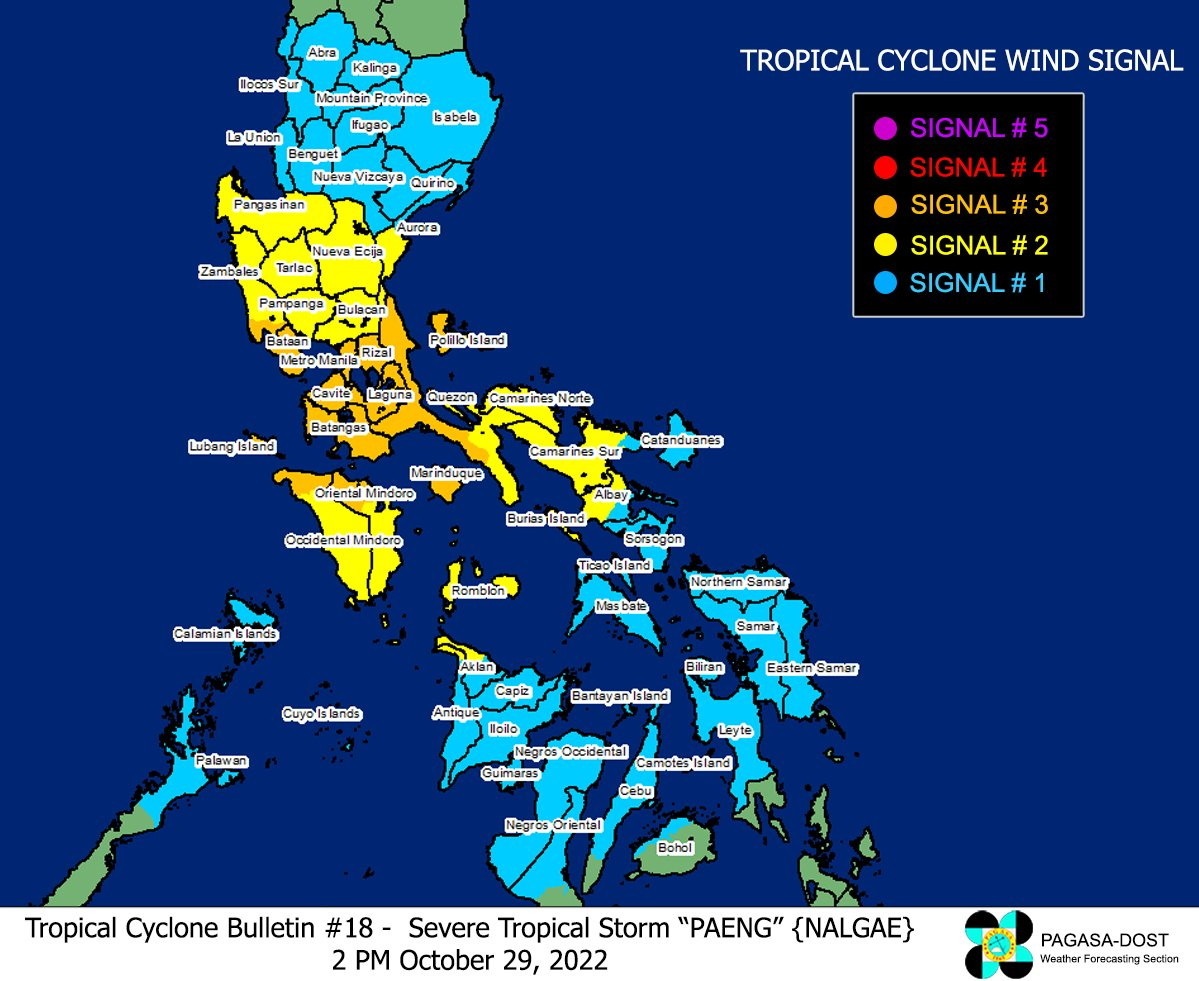 TROPICAL CYCLONE WIND SIGNAL
SIGNAL # 5
SIGNAL # 4
SIGNAL # 3
SIGNAL # 2
SIGNAL # 1
Abra
Kalinga
Ilocos Sur
Mountain Province
Isabela
Ifugao
La Union
Benguet
Nueva Vizcaya
Quirino
Pangasinan
Aurora
Nueva Ecija
Zambales
Tarlac
Pampanga
Bulacan
Bataan
Polillo Island
Rizal
Metro Manila
Cavite
Laguna
Quezon
Camarines Norte
Batangas
Catanduanes
Lubang Island
Camarines Sur
Marinduque
Oriental Mindoro
Albay
Burias Island
Occidental Mindoro
Sorsogon
Ticao Island
Northern Samar
Romblon
Masbate
Samar
Calamian Islands
Aklan
Biliran
Eastern Samar
Capiz
Bantayan Island
Cuyo Islands
Antique
Iloilo
Leyte
Negros Occidental
Palawan
Camotes Island
Guimaras
Cebu
Negros Oriental
Bohol
Tropical Cyclone Bulletin #18 - Severe Tropical Storm “PAENG” {NALGAE}
2 PM October 29, 2022
PAGASA-DOST
Weather Forecasting Section